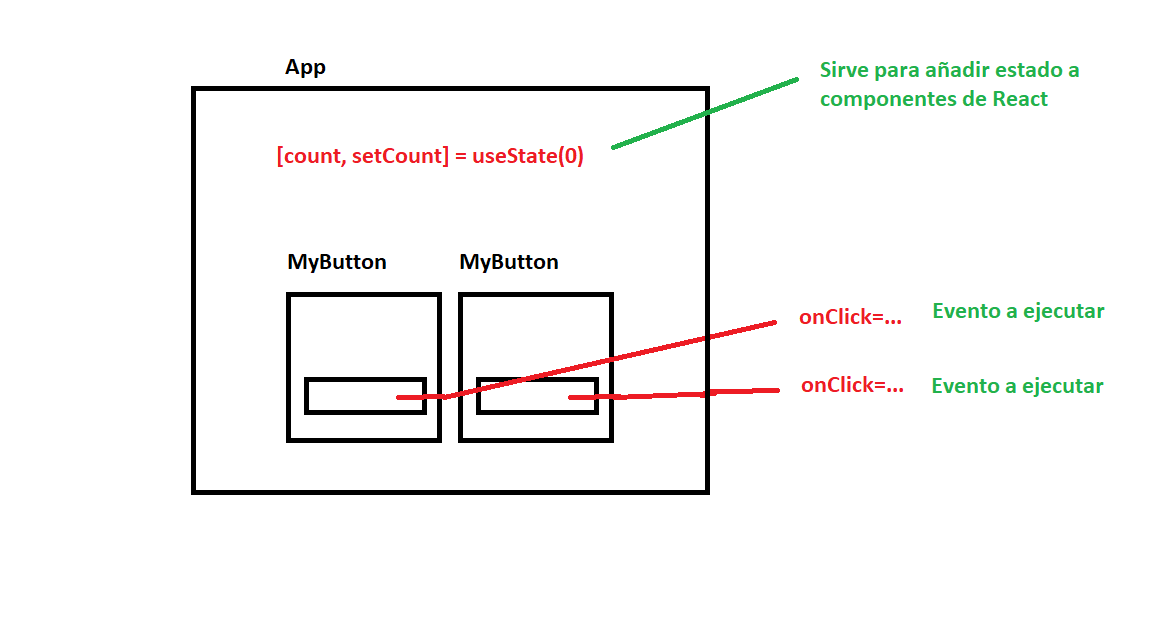 App
Sirve para añadir estado a
componentes de React
[count, setCount] = useState(0)
MyButton
MyButton
onClick=...
Evento a ejecutar
onClick=...
Evento a ejecutar